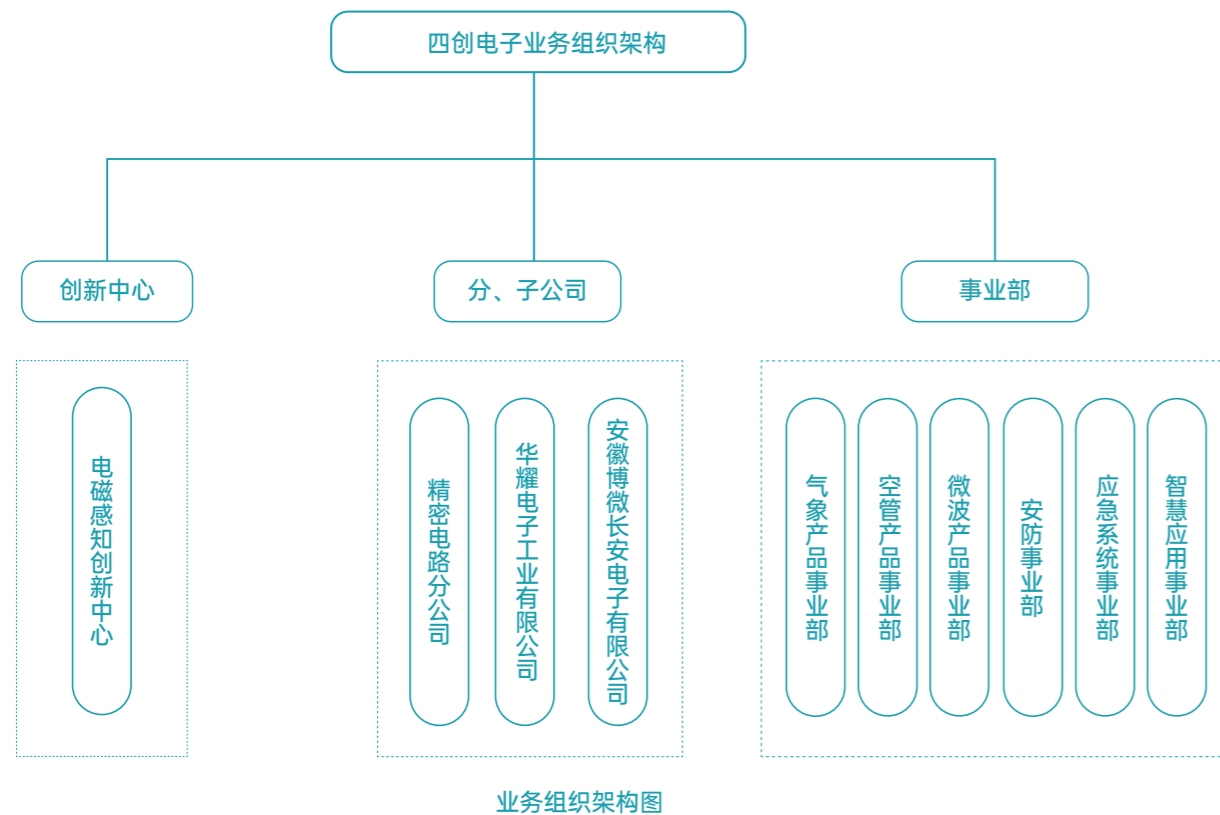 四创电子业务组织架构
创新中心
分、子公司
事业部
电磁感知创新中心
精密电路分公司
华耀电子工业有限公司
安徽博微长安电子有限公司
气象产品事业部
空管产品事业部
微波产品事业部
安防事业部
应急系统事业部
智慧应用事业部
业务组织架构图